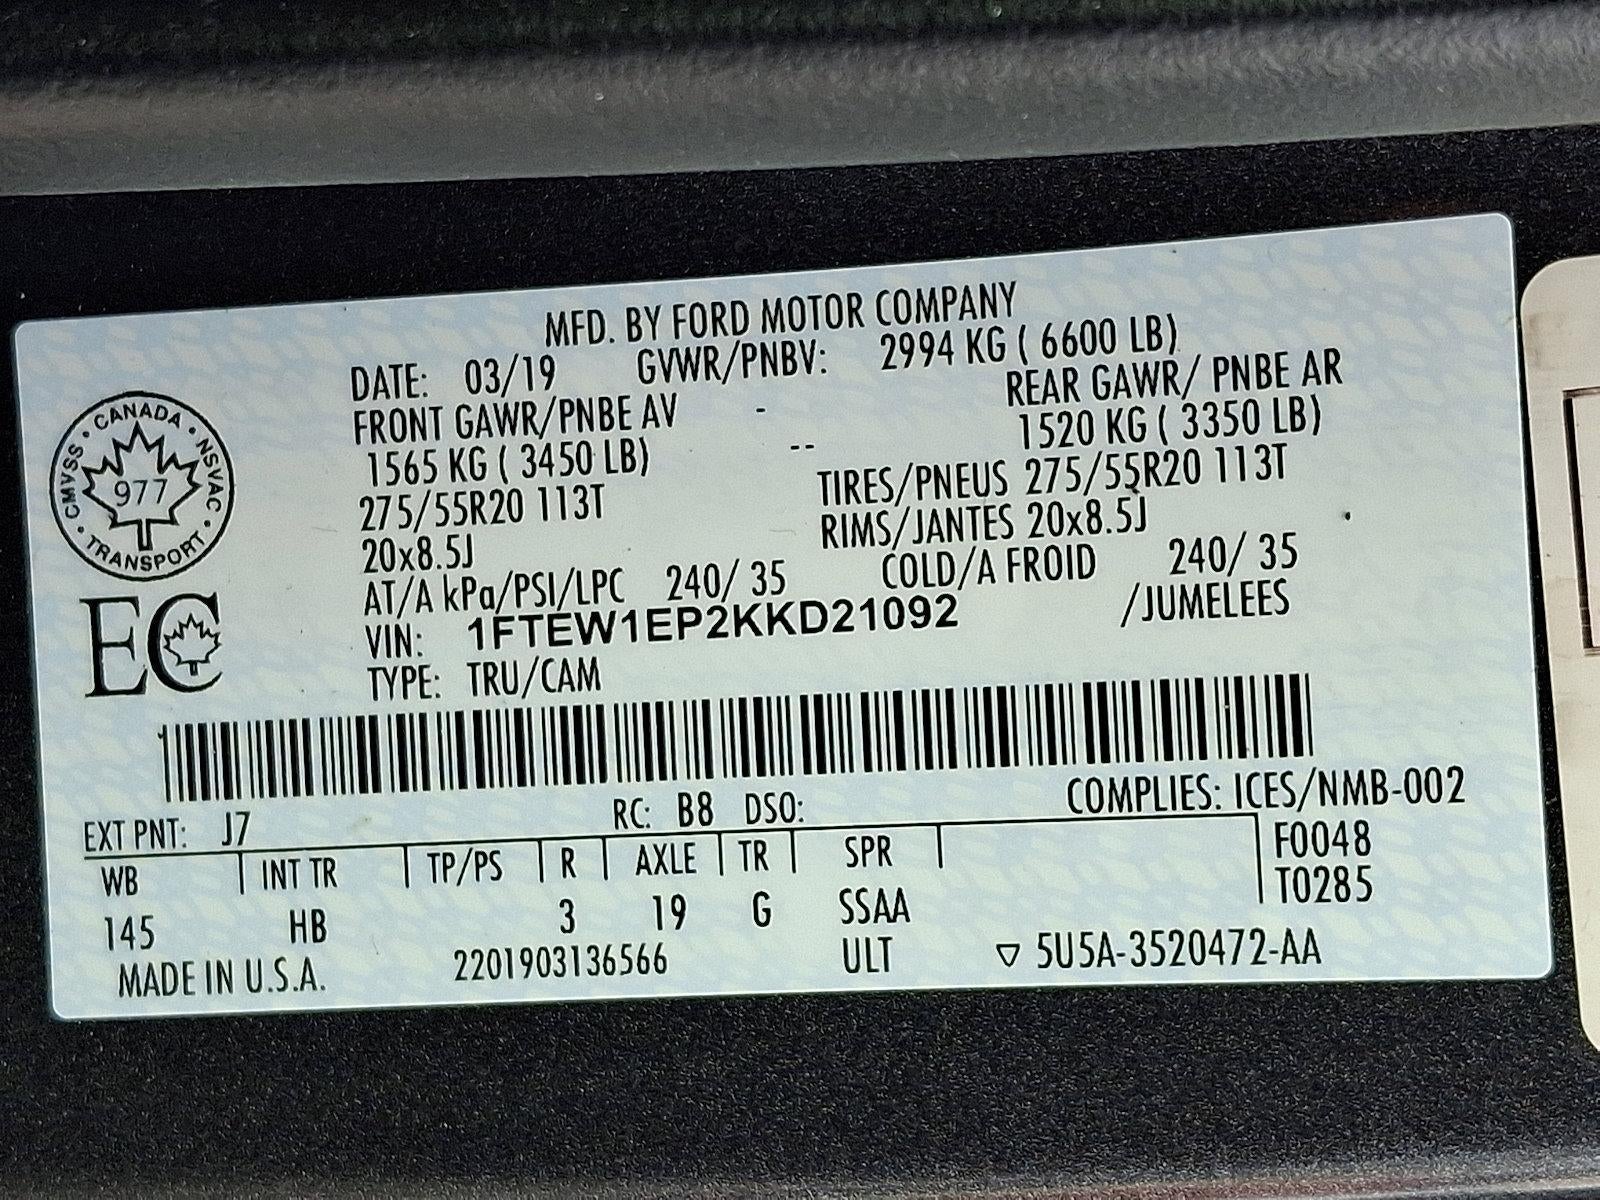 MFD. BY FORD MOTOR COMPANY
DATE: 03/19 GVWR/PNBV: 2994 KG ( 6600 LB)
FRONT GAWR/PNBE AV - REAR GAWR/ PNBE AR
1565 KG ( 3450 LB) -- 1520 KG ( 3350 LB)
275/55R20 113T TIRES/PNEUS 275/55R20 113T
20x8.5J RIMS/JANTES 20x8.5J
AT/A kPa/PSI/LPC 240/ 35 COLD/A FROID 240/ 35
VIN: 1FTEW1EP2KKD21092 /JUMELEES
TYPE: TRU/CAM
CANADA · NSVAC · TRANSPORT · CMVSS ·
977
EC
EXT PNT: J7 RC: B8 DSO: COMPLIES: ICES/NMB-002
WB INT TR TP/PS R AXLE TR SPR F0048
T0285
145 HB 3 19 G SSAA
MADE IN U.S.A. 2201903136566 ULT ▽ 5U5A-3520472-AA